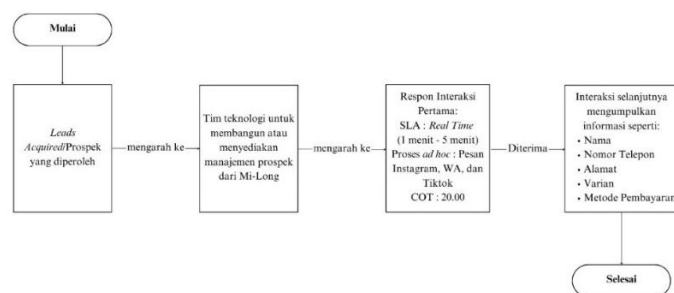 Mulai
Leads
Acquired/Prospek
yang diperoleh
mengarah ke
Tim teknologi untuk
membangun atau
menyediakan
manajemen prospek
dari Mi-Long
mengarah ke
Respon Interaksi
Pertama:
SLA : Real Time
(1 menit - 5 menit)
Proses ad hoc : Pesan
Instagram, WA, dan
Tiktok
COT : 20.00
Diterima
Interaksi selanjutnya
mengumpulkan
informasi seperti:
• Nama
• Nomor Telepon
• Alamat
• Varian
• Metode Pembayaran
Selesai